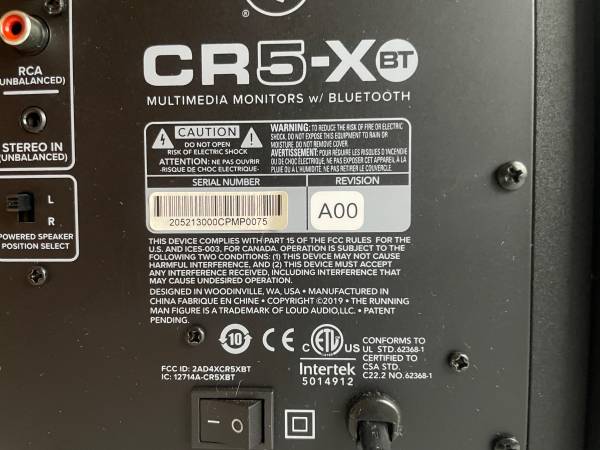 ®
CR5-XBT
MULTIMEDIA MONITORS w/ BLUETOOTH
RCA
(UNBALANCED)
STEREO IN
(UNBALANCED)
L
R
POWERED SPEAKER
POSITION SELECT
CAUTION
DO NOT OPEN
RISK OF ELECTRIC SHOCK
ATTENTION: NE PAS OUVRIR
-RISQUE DE CHOC ELECTRIQUE-
WARNING: TO REDUCE THE RISK OF FIRE OR ELECTRIC
SHOCK, DO NOT EXPOSE THIS EQUIPMENT TO RAIN OR
MOISTURE. DO NOT REMOVE COVER.
AVERTISSEMENT: POUR RÉDUIRE LES RISQUES D'INCENDIE
OU DE CHOC ÉLECTRIQUE, NE PAS EXPOSER CET APPAREIL À LA
PLUIE OU À L'HUMIDITE. NE PAS RETIRER LE COUVERCLE.
SERIAL NUMBER
REVISION
205213000CPMP0075
A00
THIS DEVICE COMPLIES WITH PART 15 OF THE FCC RULES FOR THE
U.S. AND ICES-003, FOR CANADA. OPERATION IS SUBJECT TO THE
FOLLOWING TWO CONDITIONS: (1) THIS DEVICE MAY NOT CAUSE
HARMFUL INTERFERENCE, AND (2) THIS DEVICE MUST ACCEPT
ANY INTERFERENCE RECEIVED, INCLUDING INTERFERENCE THAT
MAY CAUSE UNDESIRED OPERATION.
DESIGNED IN WOODINVILLE, WA, USA • MANUFACTURED IN
CHINA FABRIQUE EN CHINE • COPYRIGHT ©2019 • THE RUNNING
MAN FIGURE IS A TRADEMARK OF LOUD AUDIO,LLC. • PATENT
PENDING.
10
CE
C ETL US
Intertek
5014912
CONFORMS TO
UL STD.62368-1
CERTIFIED TO
CSA STD.
C22.2 NO.62368-1
FCC ID: 2AD4XCR5XBT
IC: 12714A-CR5XBT